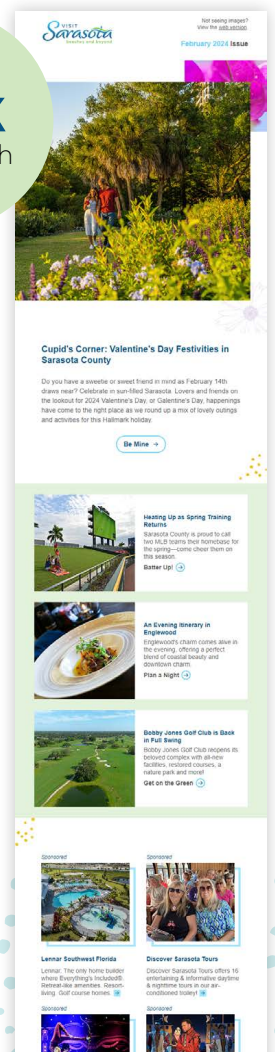 VISIT
Sarasota
beaches and beyond
Not seeing images?
View the web version.
February 2024 Issue
Cupid's Corner: Valentine's Day Festivities in
Sarasota County
Do you have a sweetie or sweet friend in mind as February 14th
draws near? Celebrate in sun-filled Sarasota. Lovers and friends on
the lookout for 2024 Valentine's Day, or Galentine's Day, happenings
have come to the right place as we round up a mix of lovely outings
and activities for this Hallmark holiday.
Be Mine →
Heating Up as Spring Training
Returns
Sarasota County is proud to call
two MLB teams their homebase for
the spring—come cheer them on
this season.
Batter Up!
An Evening Itinerary in
Englewood
Englewood's charm comes alive in
the evening, offering a perfect
blend of coastal beauty and
downtown charm.
Plan a Night
Bobby Jones Golf Club is Back
in Full Swing
Bobby Jones Golf Club reopens its
beloved complex with all-new
facilities, restored courses, a
nature park and more!
Get on the Green
Sponsored
Lennar Southwest Florida
Lennar: The only home builder
where Everything's Included®.
Retreat-like amenities. Resort-
living. Golf course homes.
Sponsored
Discover Sarasota Tours
Discover Sarasota Tours offers 16
entertaining & informative daytime
& nighttime tours in our air-
conditioned trolley!
Sponsored
Sponsored